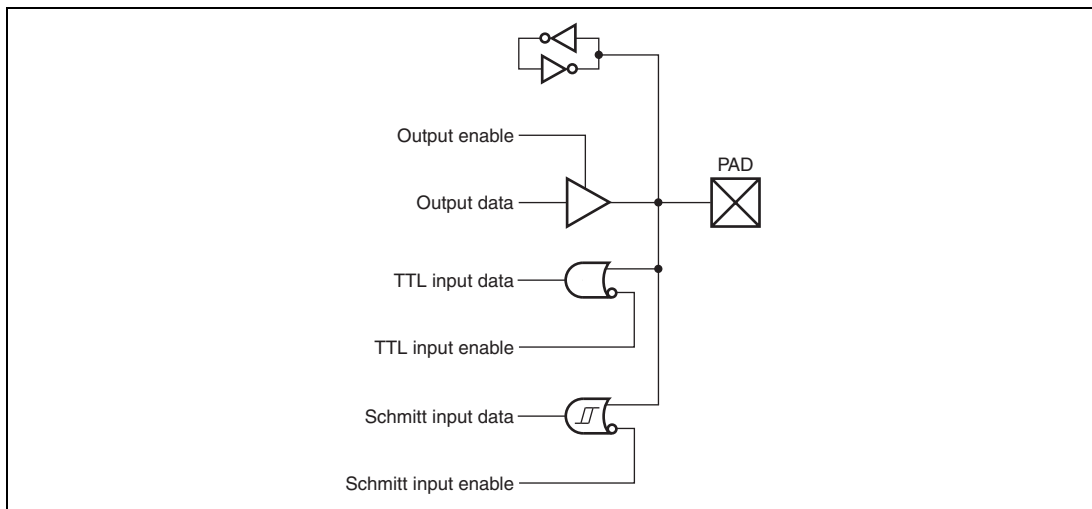 Output enable
PAD
Output data
TTL input data
TTL input enable
Schmitt input data
Schmitt input enable